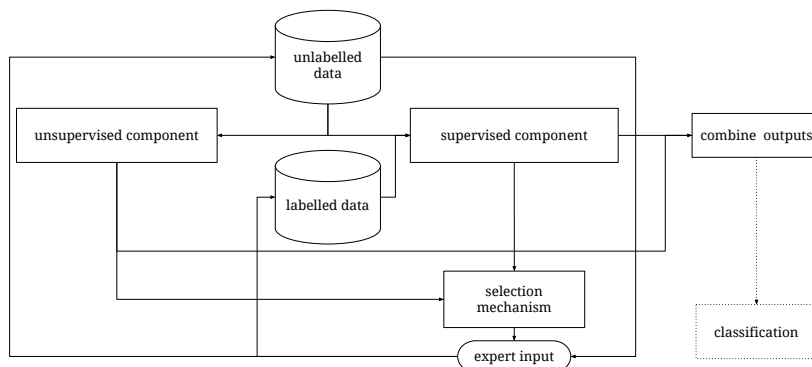 unlabelled
data
unsupervised component
supervised component
combine outputs
labelled data
selection
mechanism
classification
expert input